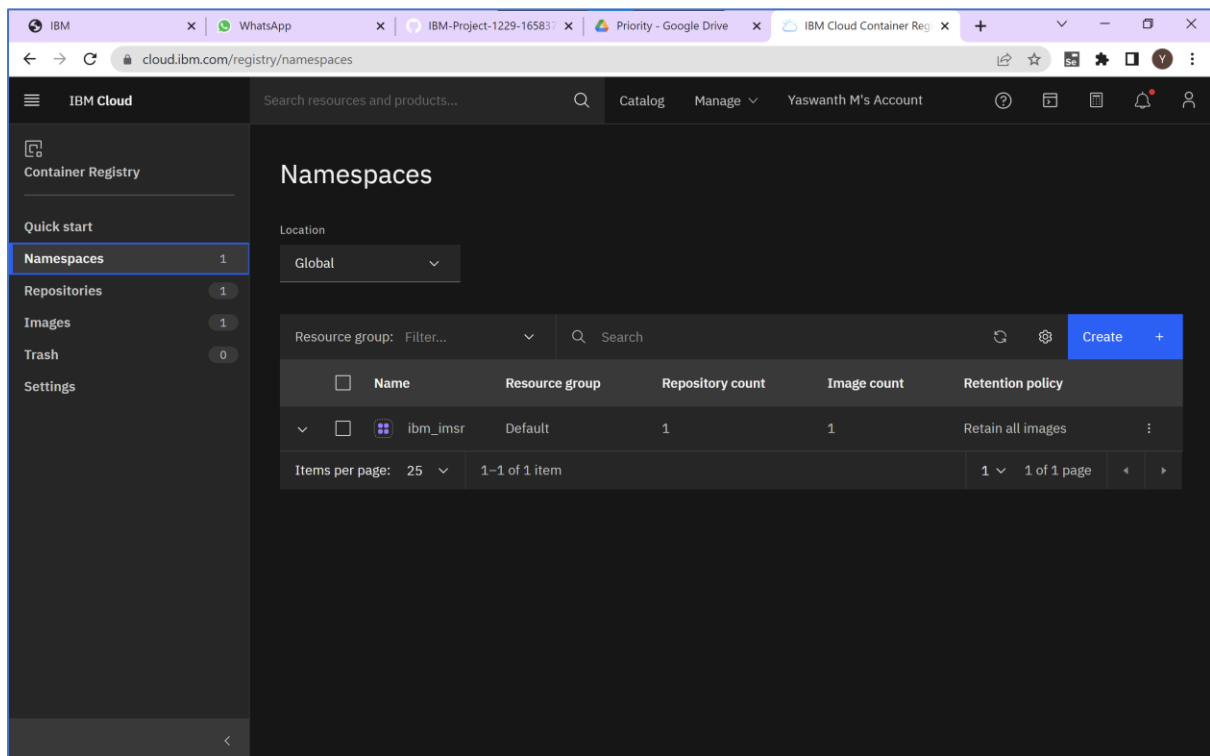 IBM WhatsApp IBM-Project-1229-16583 Priority - Google Drive IBM Cloud Container Reg
cloud.ibm.com/registry/namespaces Se Y
IBM Cloud Search resources and products... Catalog Manage Yaswanth M's Account
Container Registry
Namespaces
Quick start
Location
Namespaces 1
Global
Repositories 1
Images 1
Resource group: Filter... Search Create +
Trash 0
Name Resource group Repository count Image count Retention policy
Settings
ibm_imsr Default 1 1 Retain all images
Items per page: 25 1–1 of 1 item 1 1 of 1 page